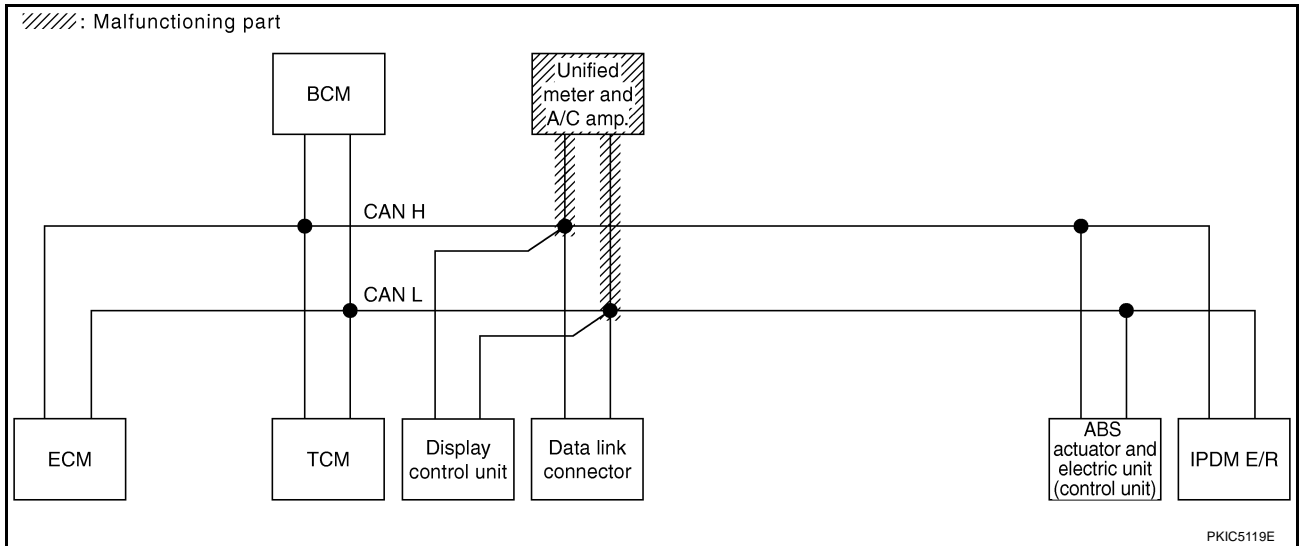 : Malfunctioning part
BCM
Unified
meter and
A/C amp.
CAN H
CAN L
ECM
TCM
Display
control unit
Data link
connector
ABS
actuator and
electric unit
(control unit)
IPDM E/R
PKIC5119E